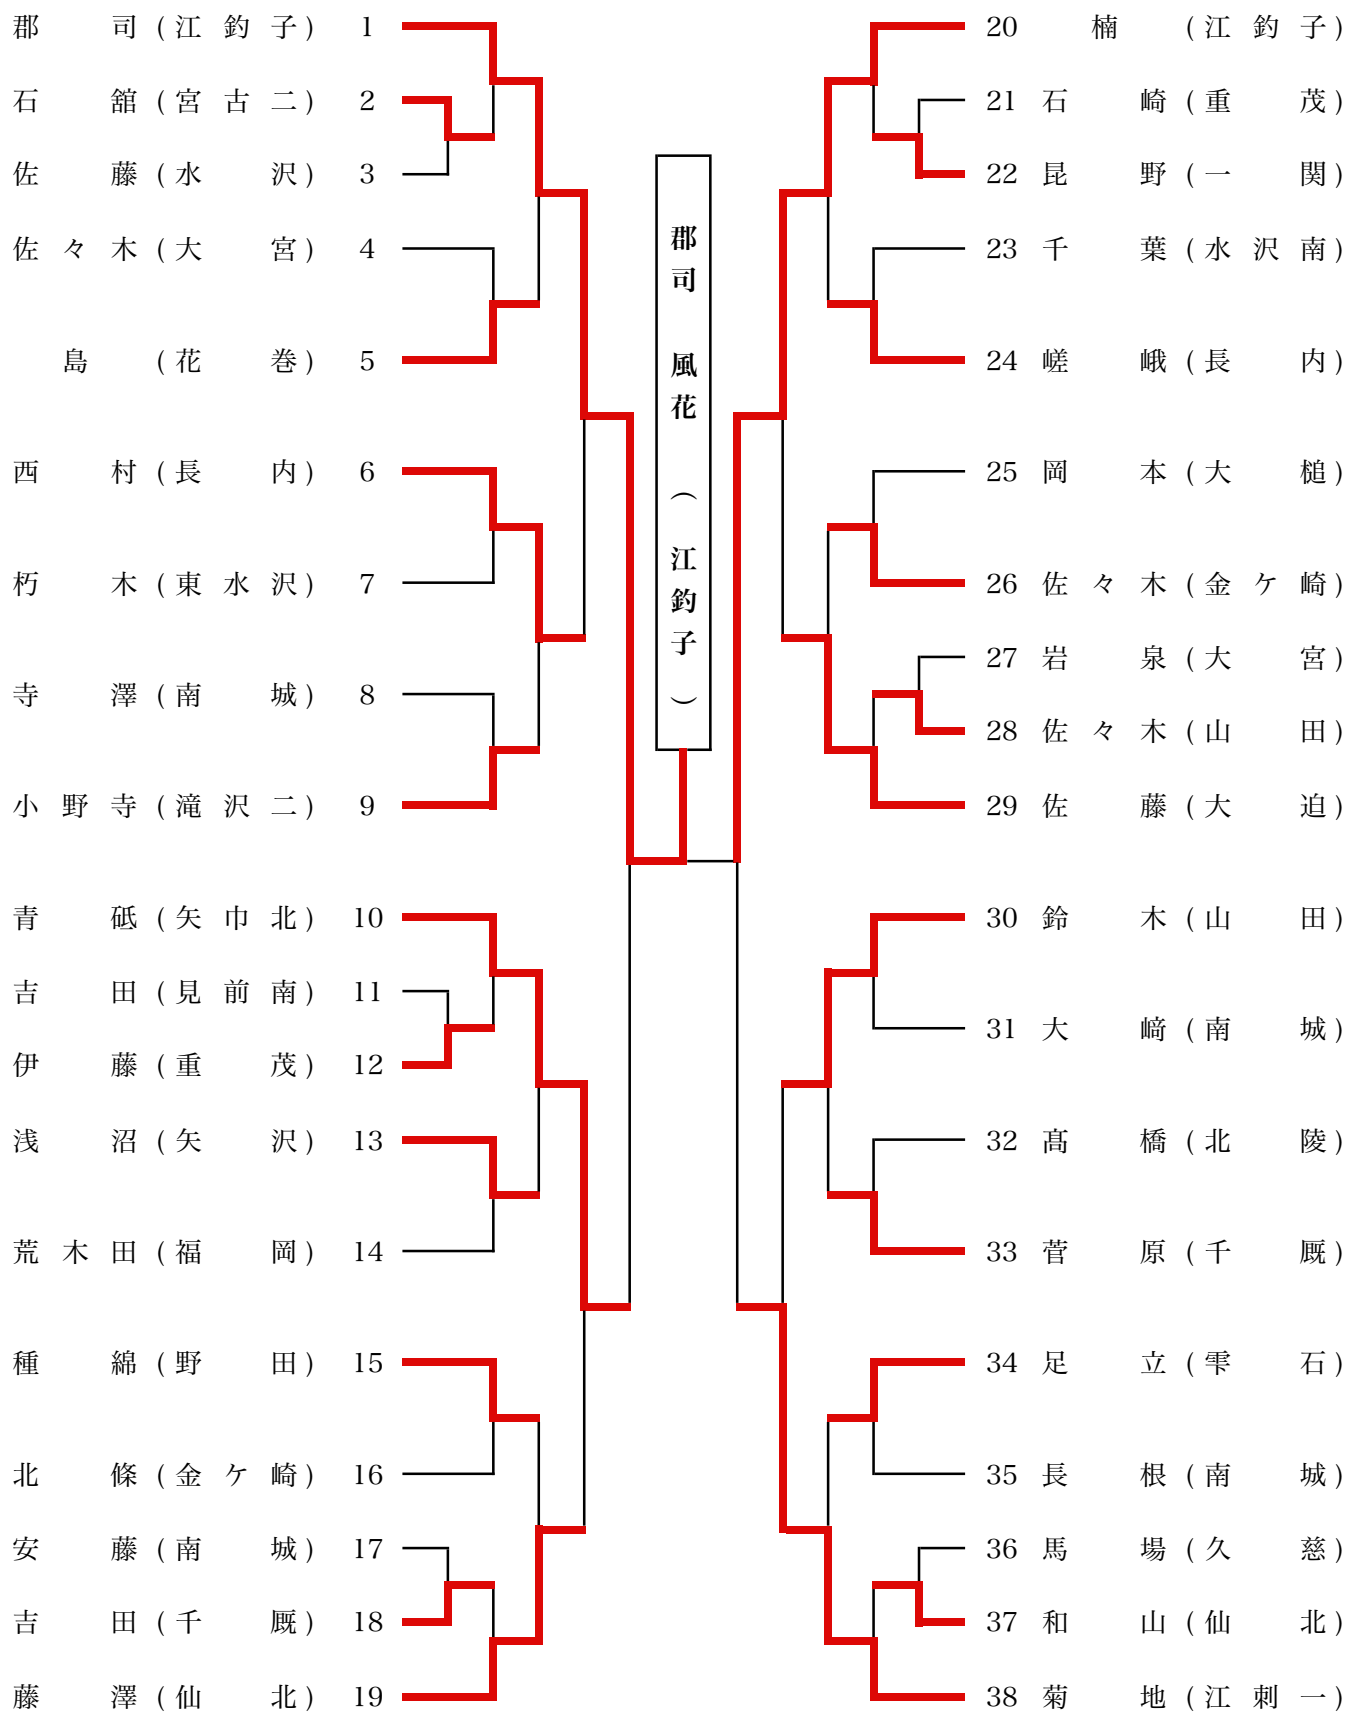 郡司(江釣子) 1
石舘(宮古二) 2
佐藤(水沢) 3
佐々木(大宮) 4
島(花巻) 5
西村(長内) 6
朽木(東水沢) 7
寺澤(南城) 8
小野寺(滝沢二) 9
青砥(矢巾北) 10
吉田(見前南) 11
伊藤(重茂) 12
浅沼(矢沢) 13
荒木田(福岡) 14
種綿(野田) 15
北條(金ケ崎) 16
安藤(南城) 17
吉田(千厩) 18
藤澤(仙北) 19
郡司 風花 (江釣子)
20 楠(江釣子)
21 石崎(重茂)
22 昆野(一関)
23 千葉(水沢南)
24 嵯峨(長内)
25 岡本(大槌)
26 佐々木(金ケ崎)
27 岩泉(大宮)
28 佐々木(山田)
29 佐藤(大迫)
30 鈴木(山田)
31 大﨑(南城)
32 髙橋(北陵)
33 菅原(千厩)
34 足立(雫石)
35 長根(南城)
36 馬場(久慈)
37 和山(仙北)
38 菊地(江刺一)